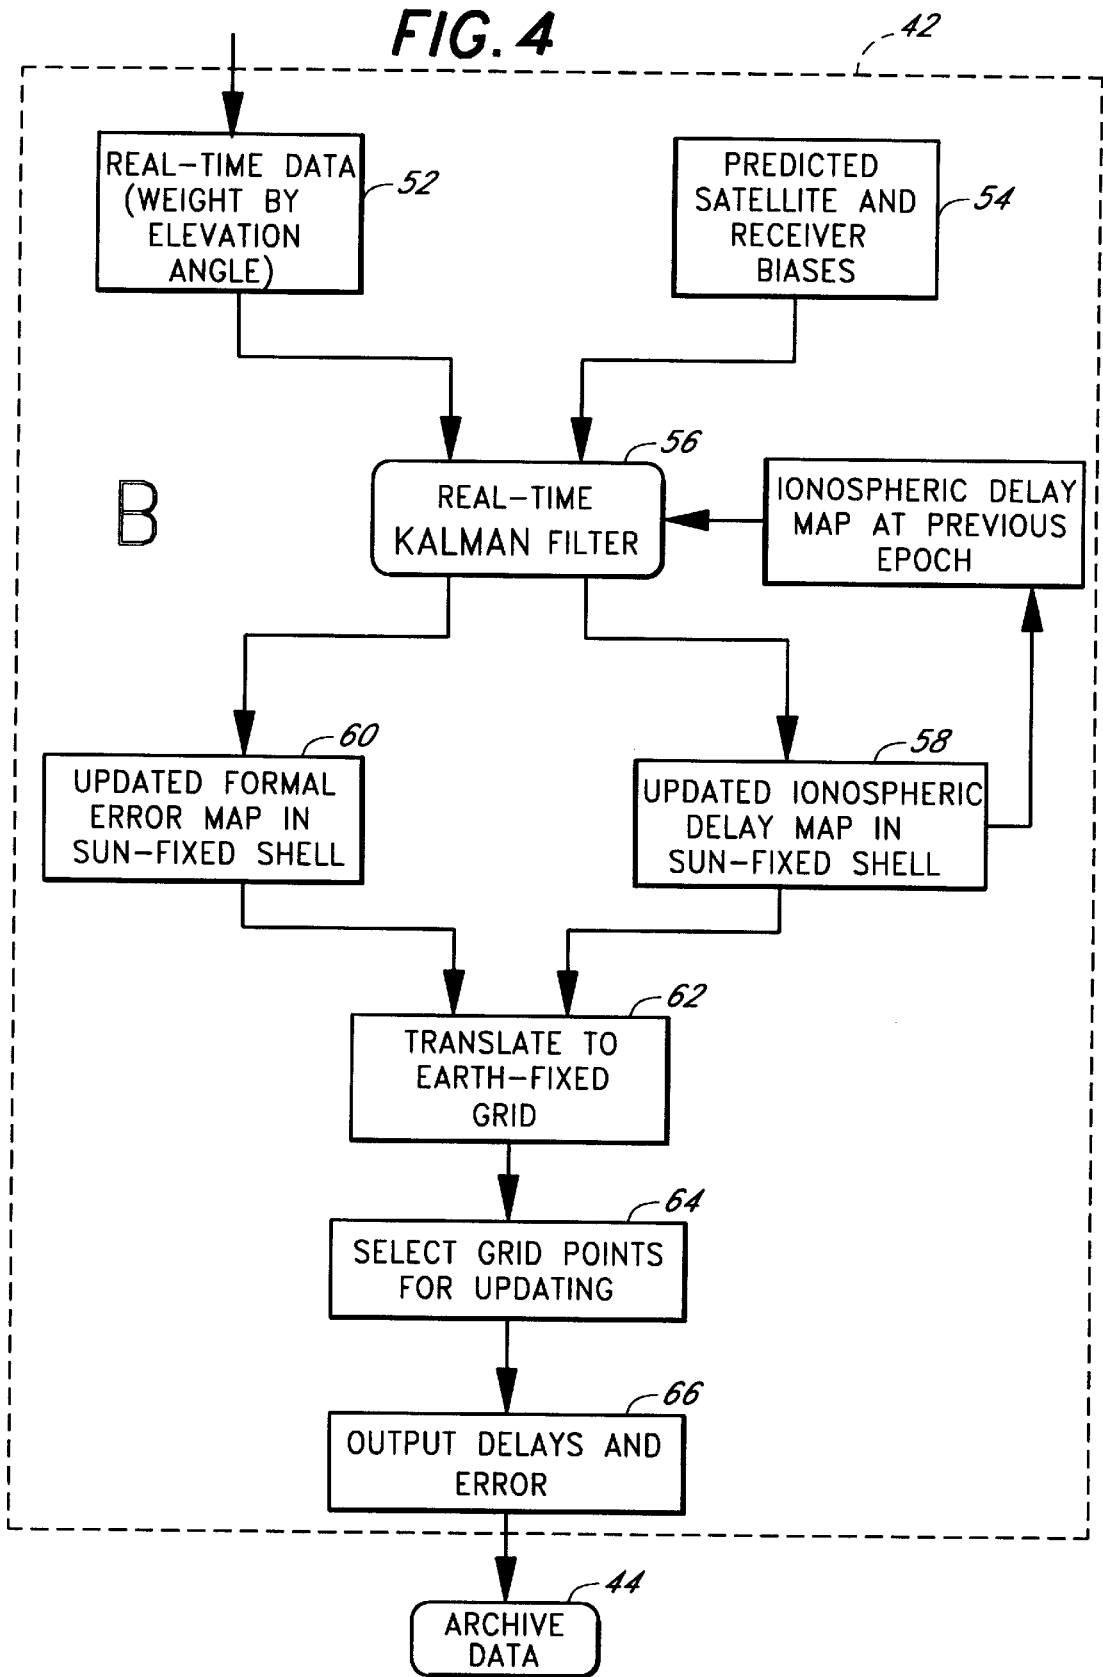 FIG. 4
42
REAL-TIME DATA
(WEIGHT BY
ELEVATION
ANGLE)
52
PREDICTED
SATELLITE AND
RECEIVER
BIASES
54
B
56
REAL-TIME
KALMAN FILTER
IONOSPHERIC DELAY
MAP AT PREVIOUS
EPOCH
60
UPDATED FORMAL
ERROR MAP IN
SUN-FIXED SHELL
58
UPDATED IONOSPHERIC
DELAY MAP IN
SUN-FIXED SHELL
62
TRANSLATE TO
EARTH-FIXED
GRID
64
SELECT GRID POINTS
FOR UPDATING
66
OUTPUT DELAYS AND
ERROR
44
ARCHIVE
DATA